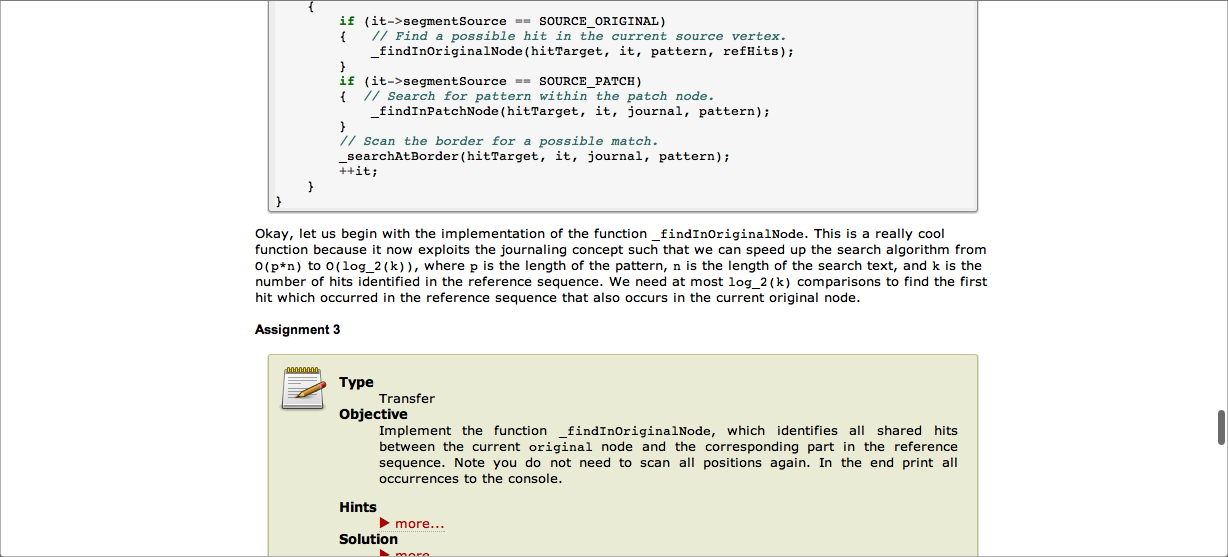 {
if (it->segmentSource == SOURCE_ORIGINAL)
{   // Find a possible hit in the current source vertex.
_findInOriginalNode(hitTarget, it, pattern, refHits);
}
if (it->segmentSource == SOURCE_PATCH)
{  // Search for pattern within the patch node.
_findInPatchNode(hitTarget, it, journal, pattern);
}
// Scan the border for a possible match.
_searchAtBorder(hitTarget, it, journal, pattern);
++it;
}
}
Okay, let us begin with the implementation of the function _findInOriginalNode. This is a really cool
function because it now exploits the journaling concept such that we can speed up the search algorithm from
O(p*n) to O(log_2(k)), where p is the length of the pattern, n is the length of the search text, and k is the
number of hits identified in the reference sequence. We need at most log_2(k) comparisons to find the first
hit which occurred in the reference sequence that also occurs in the current original node.
Assignment 3
Type
Transfer
Objective
Implement the function _findInOriginalNode, which identifies all shared hits
between the current original node and the corresponding part in the reference
sequence. Note you do not need to scan all positions again. In the end print all
occurrences to the console.
Hints
more...
Solution
more